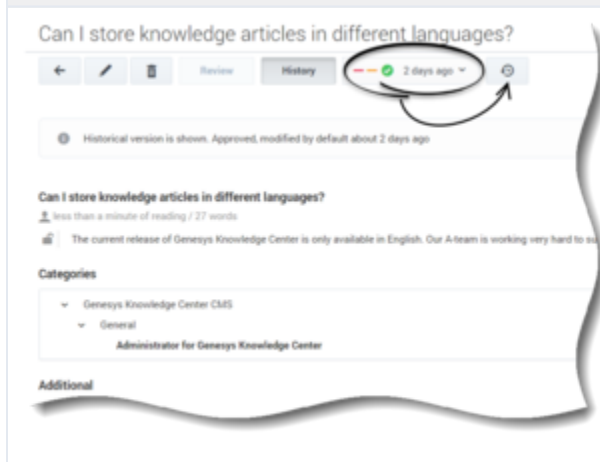 Can I store knowledge articles in different languages?
Review History 2 days ago
Historical version is shown. Approved, modified by default about 2 days ago
Can I store knowledge articles in different languages?
less than a minute of reading / 27 words
The current release of Genesys Knowledge Center is only available in English. Our A-team is working very hard to su
Categories
Genesys Knowledge Center CMS
General
Administrator for Genesys Knowledge Center
Additional